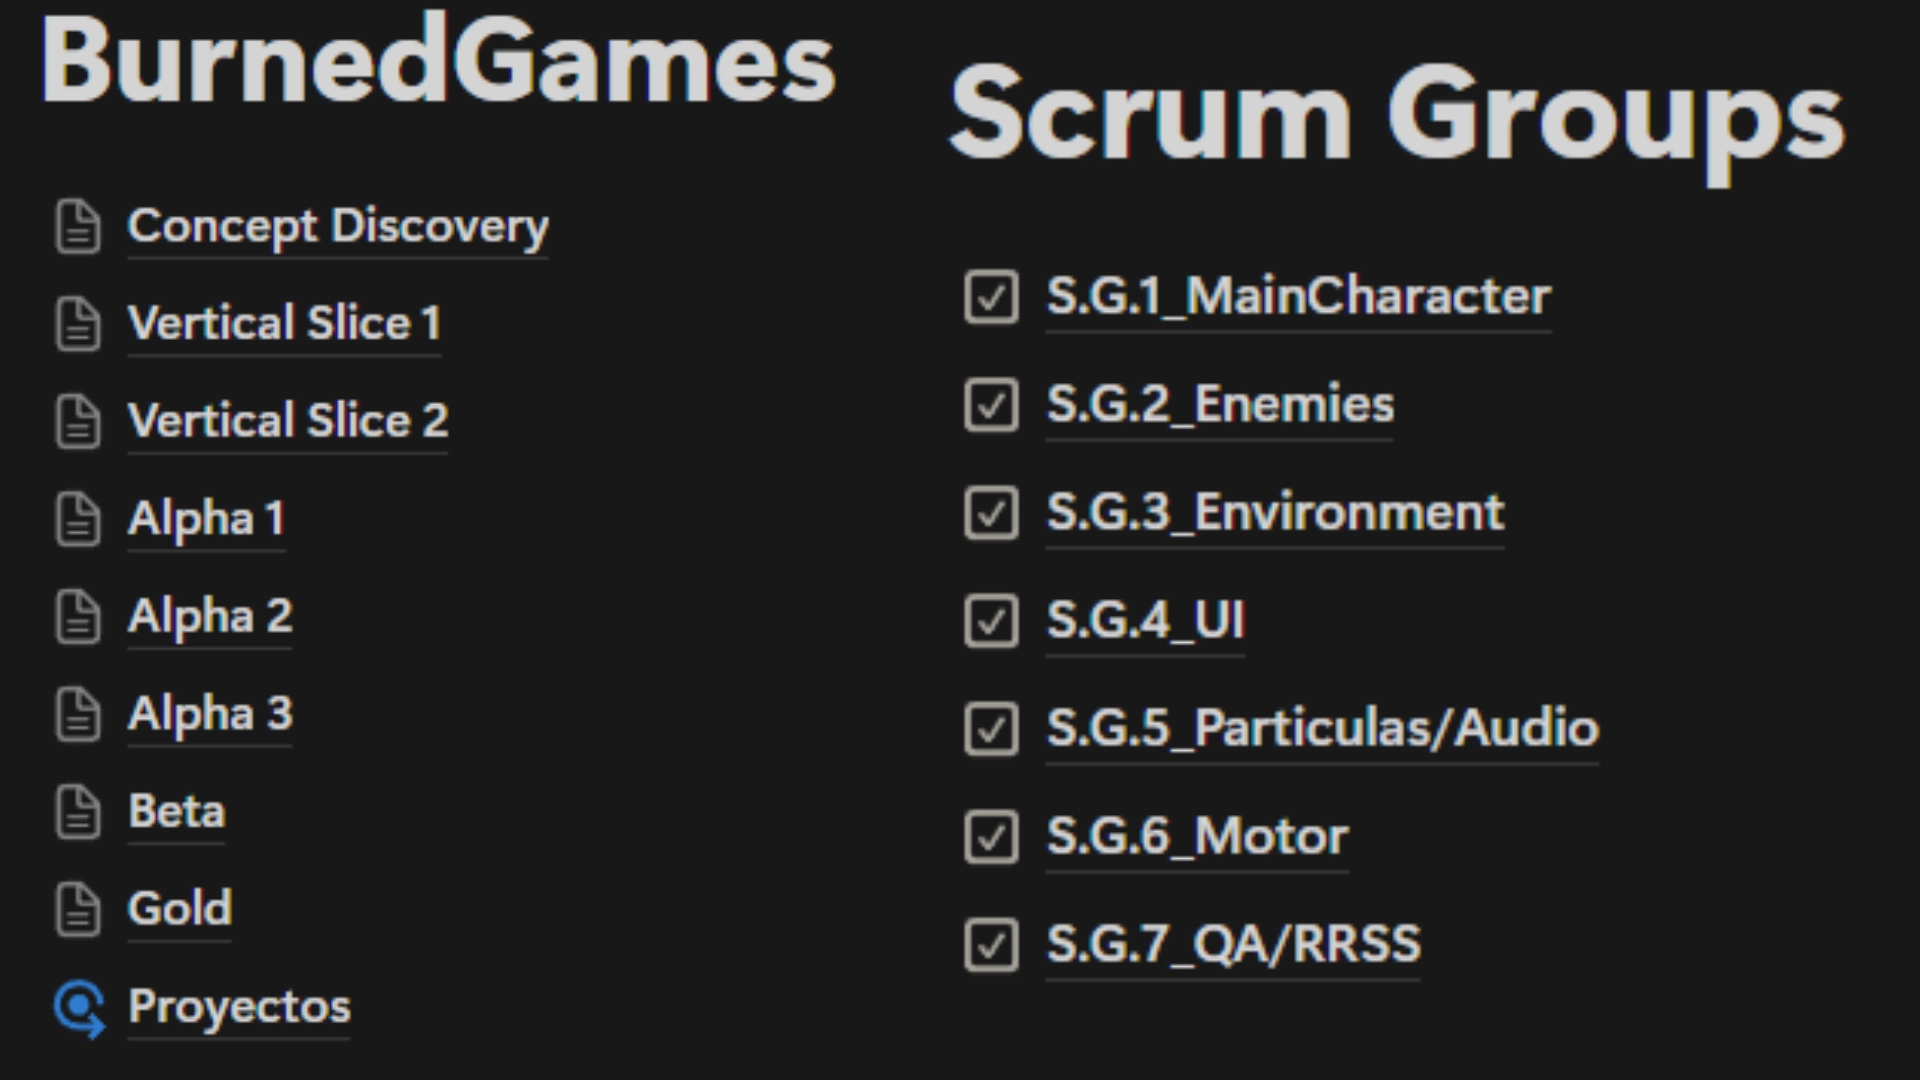 BurnedGames
Concept Discovery
Vertical Slice 1
Vertical Slice 2
Alpha 1
Alpha 2
Alpha 3
Beta
Gold
Proyectos
Scrum Groups
S.G.1_MainCharacter
S.G.2_Enemies
S.G.3_Environment
S.G.4_UI
S.G.5_Particulas/Audio
S.G.6_Motor
S.G.7_QA/RRSS